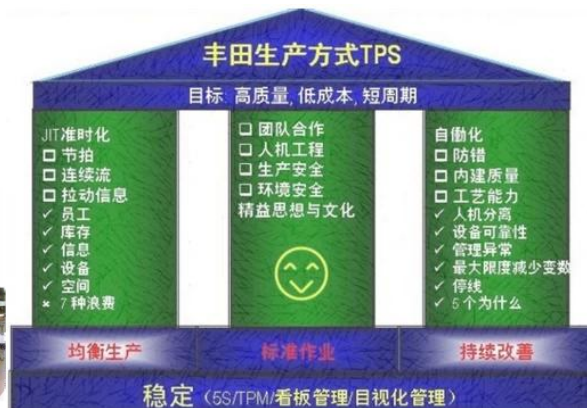 丰田生产方式TPS
目标: 高质量, 低成本, 短周期
JIT准时化
□ 节拍
□ 连续流
□ 拉动信息
✓ 员工
✓ 库存
✓ 信息
✓ 设备
✓ 空间
× 7种浪费
□ 团队合作
□ 人机工程
□ 生产安全
□ 环境安全
精益思想与文化
自働化
□ 防错
□ 内建质量
□ 工艺能力
✓ 人机分离
✓ 设备可靠性
✓ 管理异常
✓ 最大限度减少变数
✓ 停线
✓ 5个为什么
均衡生产
标准作业
持续改善
稳定（5S/TPM/看板管理/目视化管理）